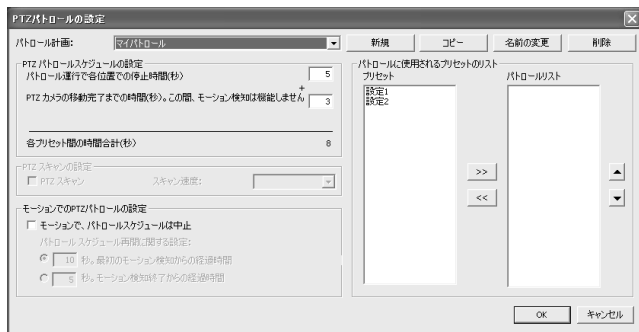 PTZパトロールの設定
パトロール計画: マイパトロール 新規 コピー 名前の変更 削除
PTZ パトロールスケジュールの設定
パトロール運行で各位置での停止時間(秒) 5
+
PTZ カメラの移動完了までの時間(秒)。この間、モーション検知は機能しません 3
各プリセット間の時間合計(秒) 8
PTZ スキャンの設定
PTZ スキャン スキャン速度:
モーションでのPTZパトロールの設定
モーションで、パトロールスケジュールは中止
パトロール スケジュール再開に関する設定:
10 秒。最初のモーション検知からの経過時間
5 秒。モーション検知終了からの経過時間
パトロールに使用されるプリセットのリスト
プリセット パトロールリスト
設定1
設定2
>>
<<
OK キャンセル